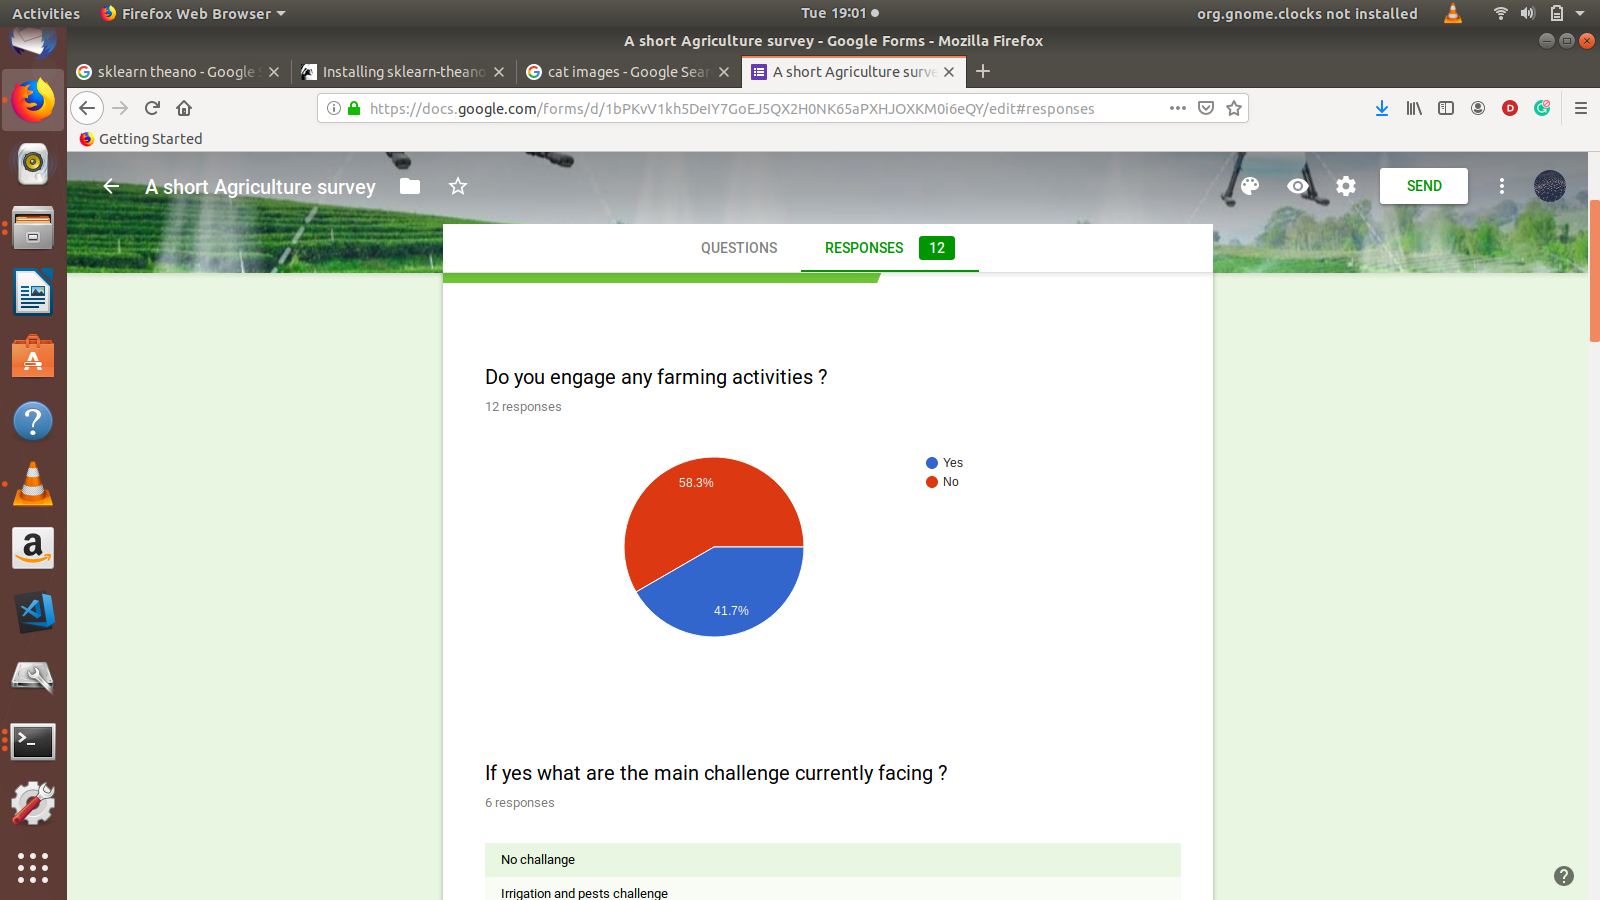 Activities Firefox Web Browser Tue 19:01 org.gnome.clocks not installed
A short Agriculture survey - Google Forms - Mozilla Firefox
sklearn theano - Google S Installing sklearn-theano cat images - Google Sear A short Agriculture surve
https://docs.google.com/forms/d/1bPKvV1kh5DeIY7GoEJ5QX2H0NK65aPXHJOXKM0i6eQY/edit#responses
Getting Started
A short Agriculture survey SEND
QUESTIONS RESPONSES 12
Do you engage any farming activities ?
12 responses
Yes
No
58.3%
41.7%
If yes what are the main challenge currently facing ?
6 responses
No challange
Irrigation and pests challenge